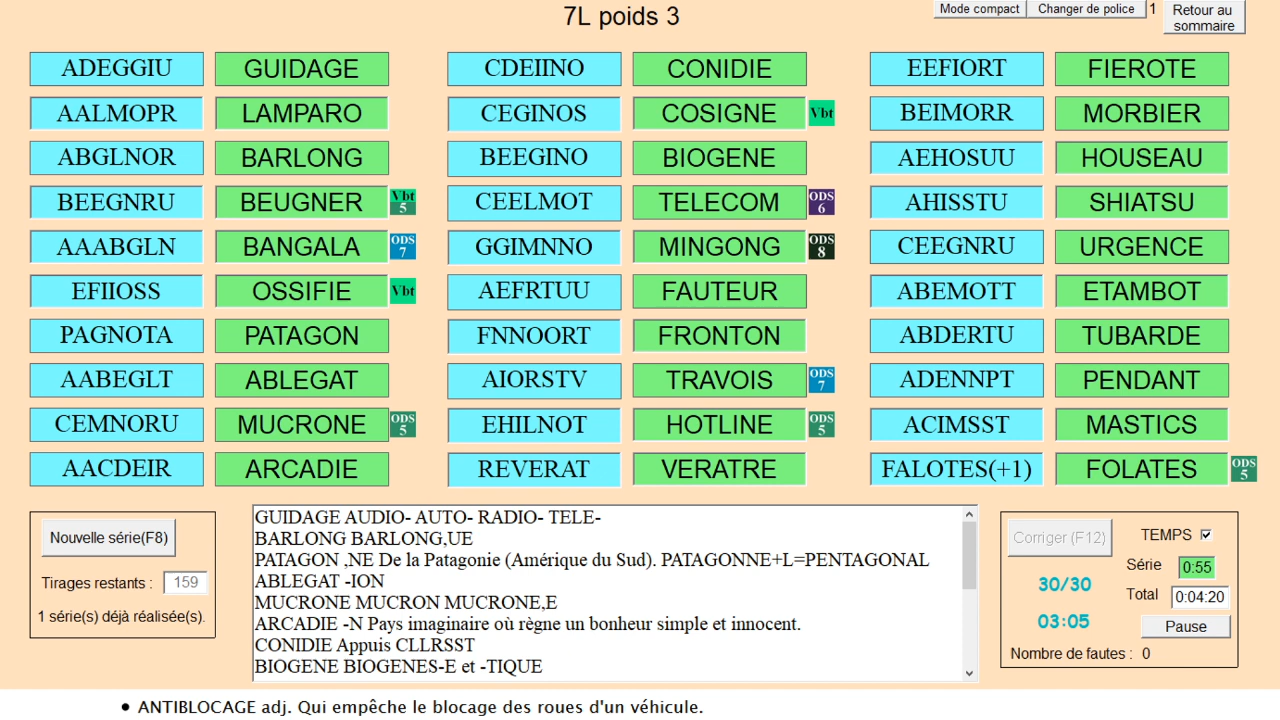 7L poids 3
Mode compact Changer de police 1 Retour au sommaire
ADEGGIU GUIDAGE CDEIINO CONIDIE EEFIORT FIEROTE
AALMOPR LAMPARO CEGINOS COSIGNE Vbt BEIMORR MORBIER
ABGLNOR BARLONG BEEGINO BIOGENE AEHOSUU HOUSEAU
BEEGNRU BEUGNER Vbt 5 CEELMOT TELECOM ODS 6 AHISSTU SHIATSU
AAABGLN BANGALA ODS 7 GGIMNNO MINGONG ODS 8 CEEGNRU URGENCE
EFIIOSS OSSIFIE Vbt AEFRTUU FAUTEUR ABEMOTT ETAMBOT
PAGNOTA PATAGON FNNOORT FRONTON ABDERTU TUBARDE
AABEGLT ABLEGAT AIORSTV TRAVOIS ODS 7 ADENNPT PENDANT
CEMNORU MUCRONE ODS 5 EHILNOT HOTLINE ODS 5 ACIMSST MASTICS
AACDEIR ARCADIE REVERAT VERATRE FALOTES(+1) FOLATES ODS 5
Nouvelle série(F8)
Tirages restants : 159
1 série(s) déjà réalisée(s).
GUIDAGE AUDIO- AUTO- RADIO- TELE-
BARLONG BARLONG,UE
PATAGON ,NE De la Patagonie (Amérique du Sud). PATAGONNE+L=PENTAGONAL
ABLEGAT -ION
MUCRONE MUCRON MUCRONE,E
ARCADIE -N Pays imaginaire où règne un bonheur simple et innocent.
CONIDIE Appuis CLLRSST
BIOGENE BIOGENES-E et -TIQUE
Corriger (F12) TEMPS
Série 0:55
30/30
Total 0:04:20
03:05 Pause
Nombre de fautes : 0
• ANTIBLOCAGE adj. Qui empêche le blocage des roues d'un véhicule.